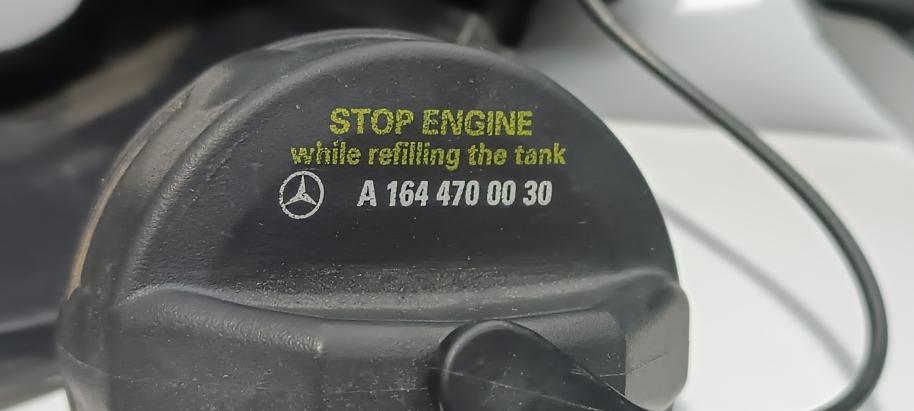 STOP ENGINE
while refilling the tank
A 164 470 00 30